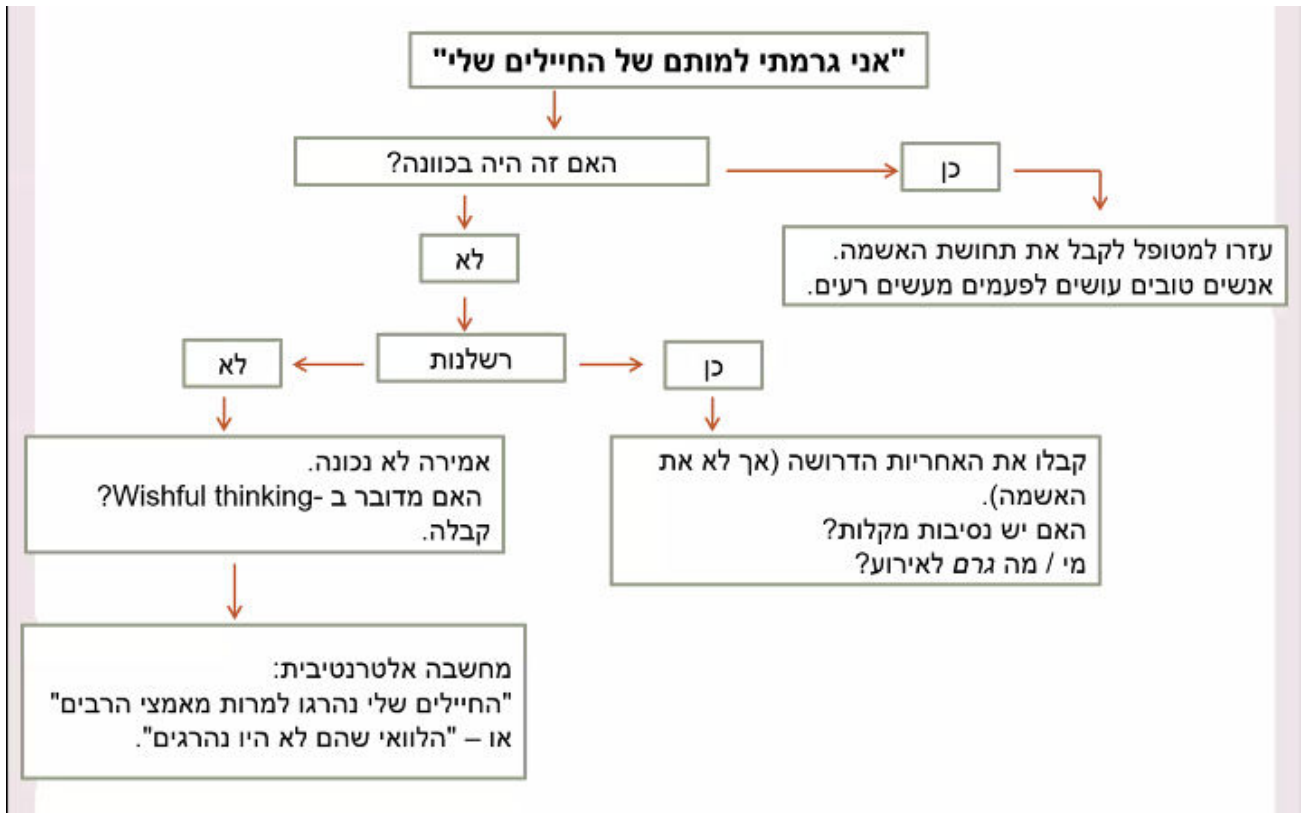 "אני גרמתי למותם של החיילים שלי"
האם זה היה בכוונה?
כן
עזרו למטופל לקבל את תחושת האשמה.
אנשים טובים עושים לפעמים מעשים רעים.
לא
רשלנות
כן
קבלו את האחריות הדרושה (אך לא את
האשמה).
האם יש נסיבות מקלות?
מי / מה גרם לאירוע?
לא
אמירה לא נכונה.
האם מדובר ב -Wishful thinking?
קבלה.
מחשבה אלטרנטיבית:
"החיילים שלי נהרגו למרות מאמצי הרבים"
או – "הלוואי שהם לא היו נהרגים".